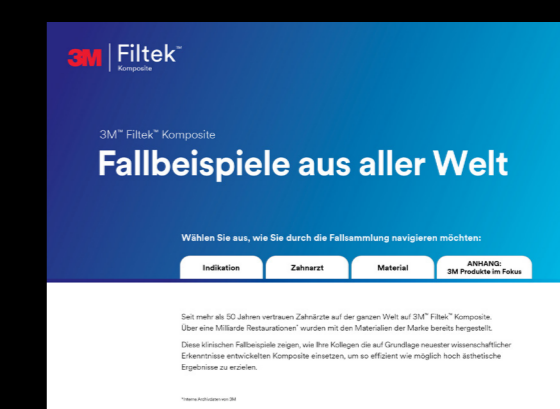 3M Filtek™
Komposite
3M™ Filtek™ Komposite
Fallbeispiele aus aller Welt
Wählen Sie aus, wie Sie durch die Fallsammlung navigieren möchten:
Indikation
Zahnarzt
Material
ANHANG:
3M Produkte im Fokus
Seit mehr als 50 Jahren vertrauen Zahnärzte auf der ganzen Welt auf 3M™ Filtek™ Komposite.
Über eine Milliarde Restaurationen* wurden mit den Materialien der Marke bereits hergestellt.
Diese klinischen Fallbeispiele zeigen, wie Ihre Kollegen die auf Grundlage neuester wissenschaftlicher
Erkenntnisse entwickelten Komposite einsetzen, um so effizient wie möglich hoch ästhetische
Ergebnisse zu erzielen.
*Interne Archivdaten von 3M